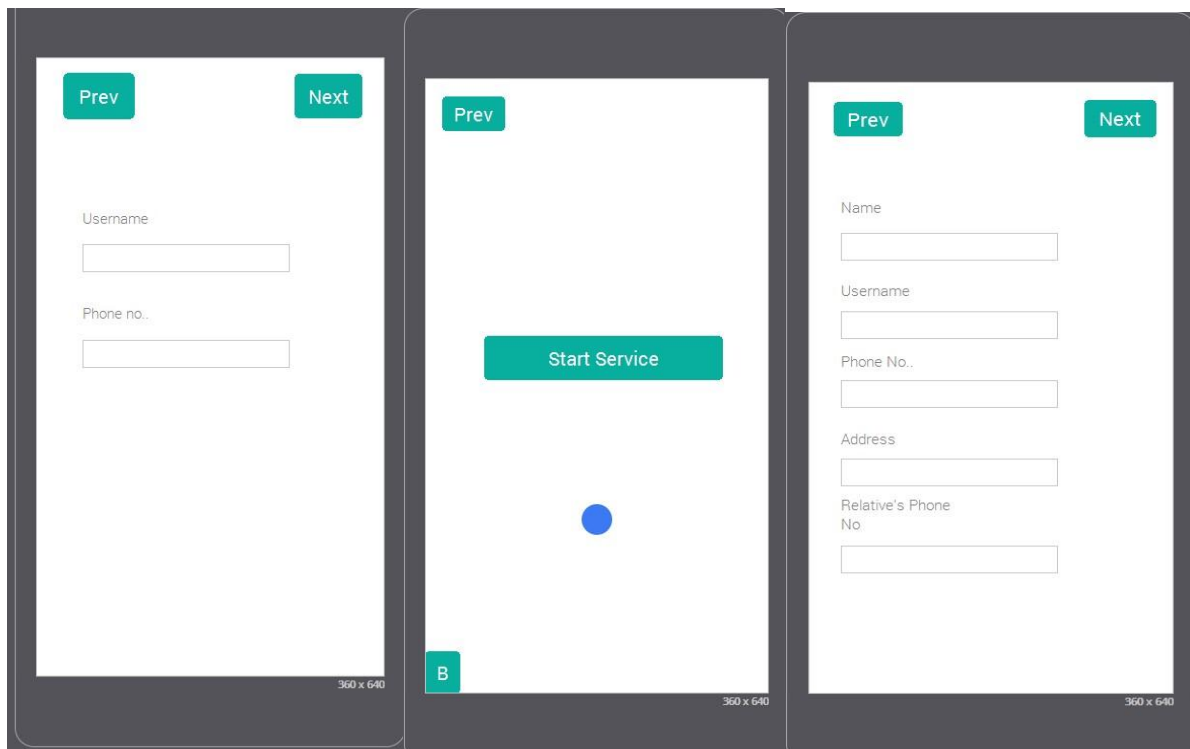 Prev
Next
Username
Phone no..
360 x 640
Prev
Start Service
B
360 x 640
Prev
Next
Name
Username
Phone No..
Address
Relative's Phone
No
360 x 640